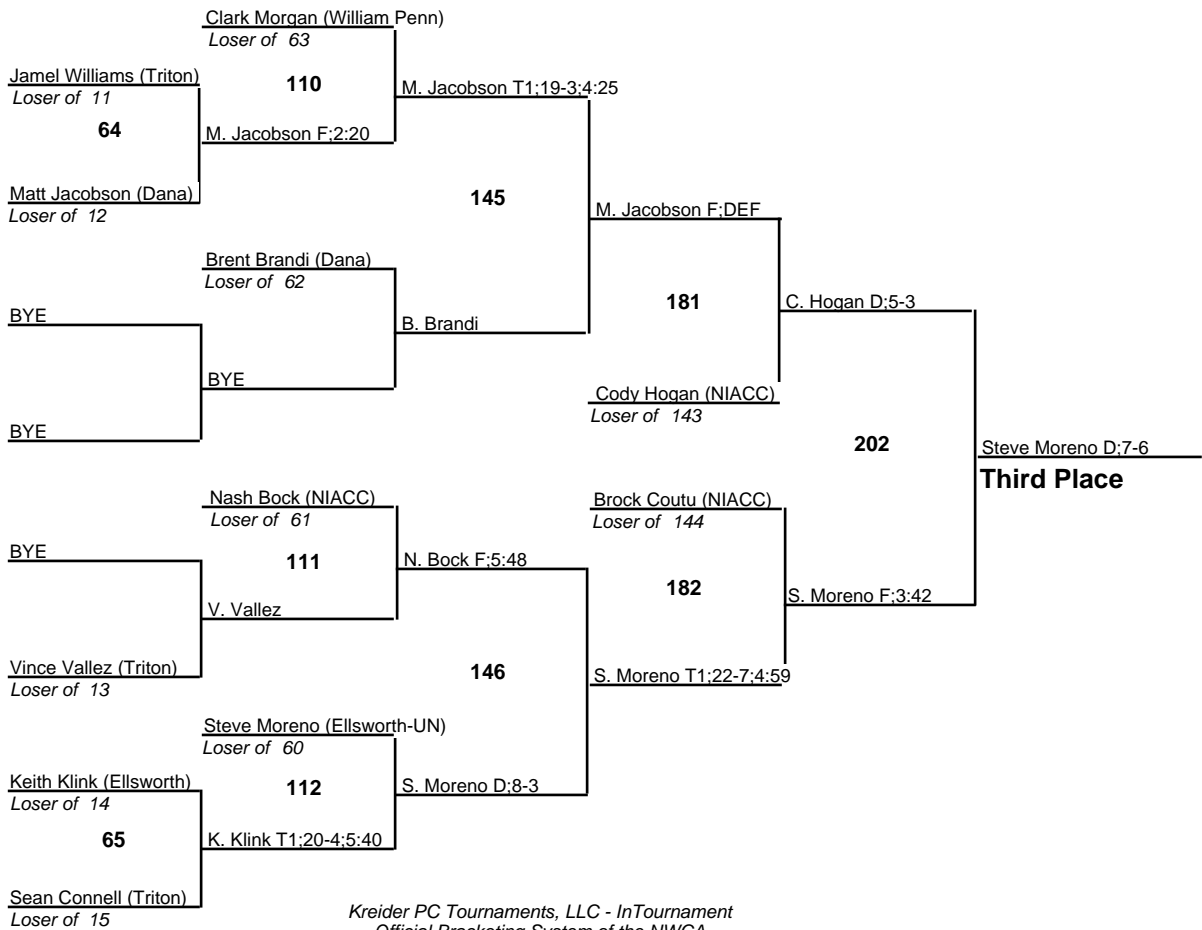 Clark Morgan (William Penn)
Loser of 63
Jamel Williams (Triton)
Loser of 11
110
M. Jacobson T1;19-3;4:25
64
M. Jacobson F;2:20
Matt Jacobson (Dana)
Loser of 12
145
M. Jacobson F;DEF
Brent Brandi (Dana)
Loser of 62
181
C. Hogan D;5-3
BYE
B. Brandi
BYE
Cody Hogan (NIACC)
Loser of 143
BYE
202
Steve Moreno D;7-6
Third Place
Nash Bock (NIACC)
Loser of 61
Brock Coutu (NIACC)
Loser of 144
BYE
111
N. Bock F;5:48
182
S. Moreno F;3:42
V. Vallez
Vince Vallez (Triton)
Loser of 13
146
S. Moreno T1;22-7;4:59
Steve Moreno (Ellsworth-UN)
Loser of 60
Keith Klink (Ellsworth)
Loser of 14
112
S. Moreno D;8-3
65
K. Klink T1;20-4;5:40
Sean Connell (Triton)
Loser of 15
Kreider PC Tournaments, LLC - InTournament
Official Bracketing System of the NWCA